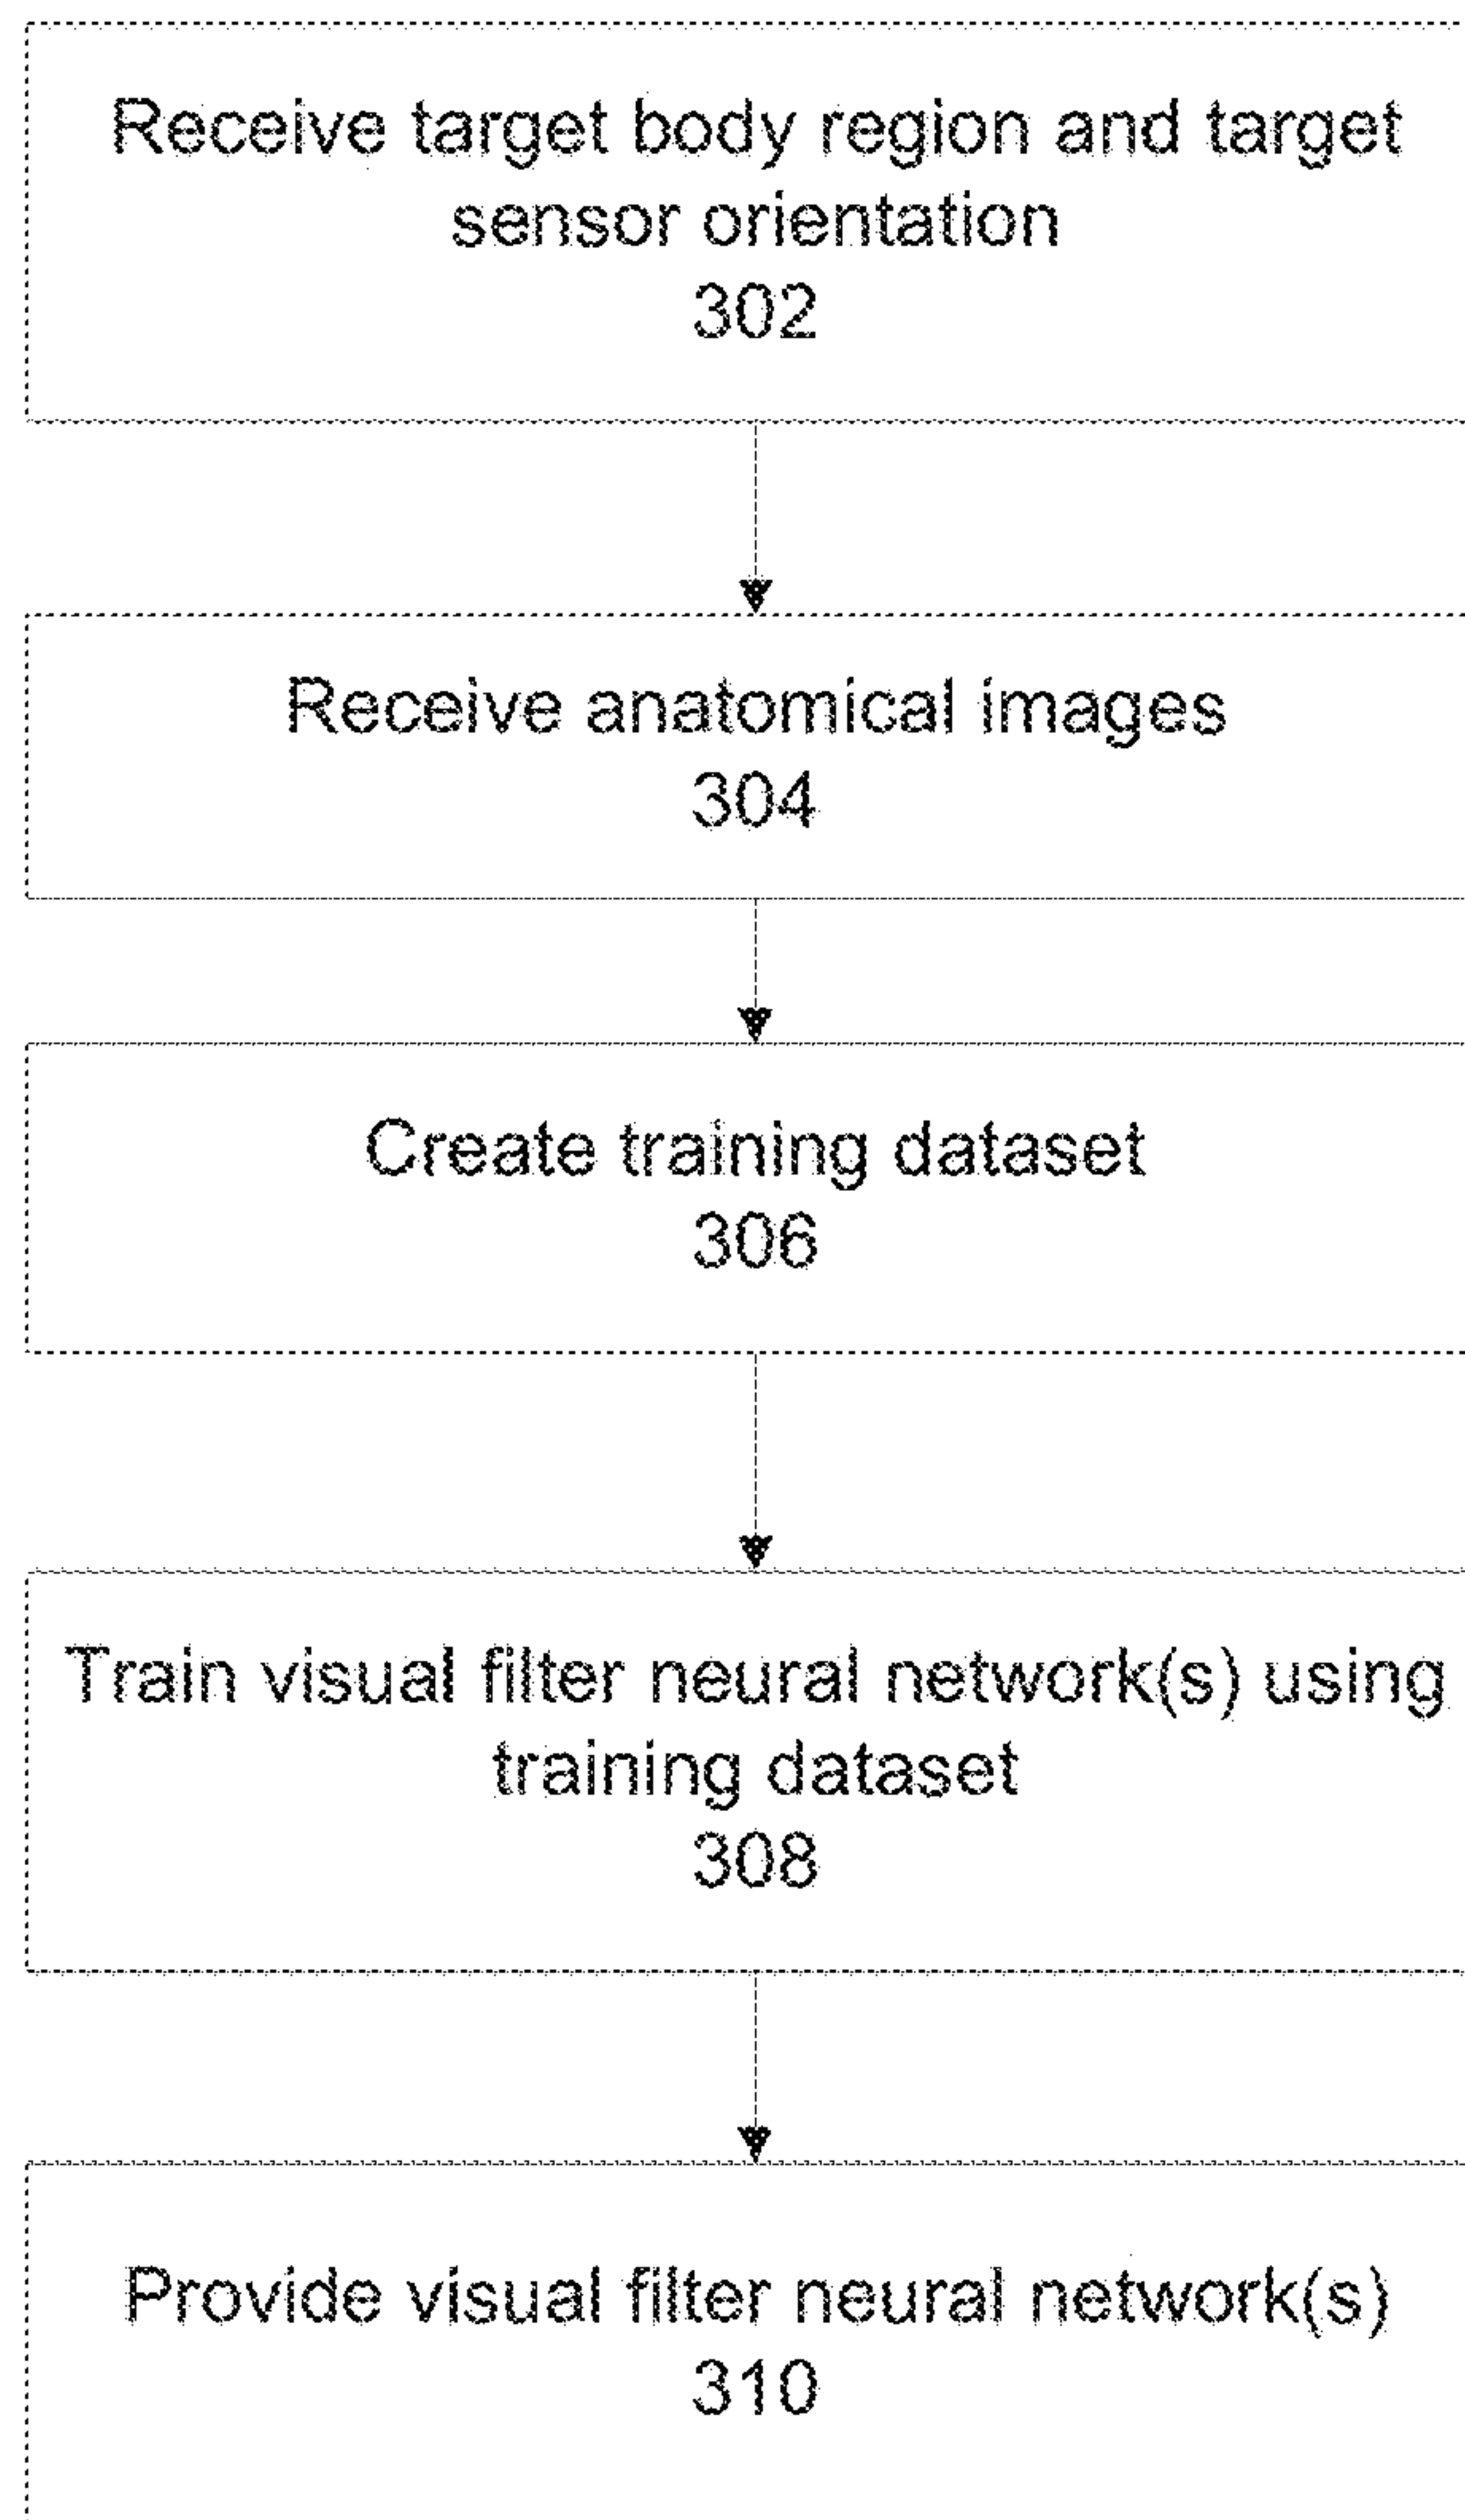 Receive target body region and target
sensor orientation
302
Receive anatomical images
304
Create training dataset
306
Train visual filter neural network(s) using
training dataset
308
Provide visual filter neural network(s)
310